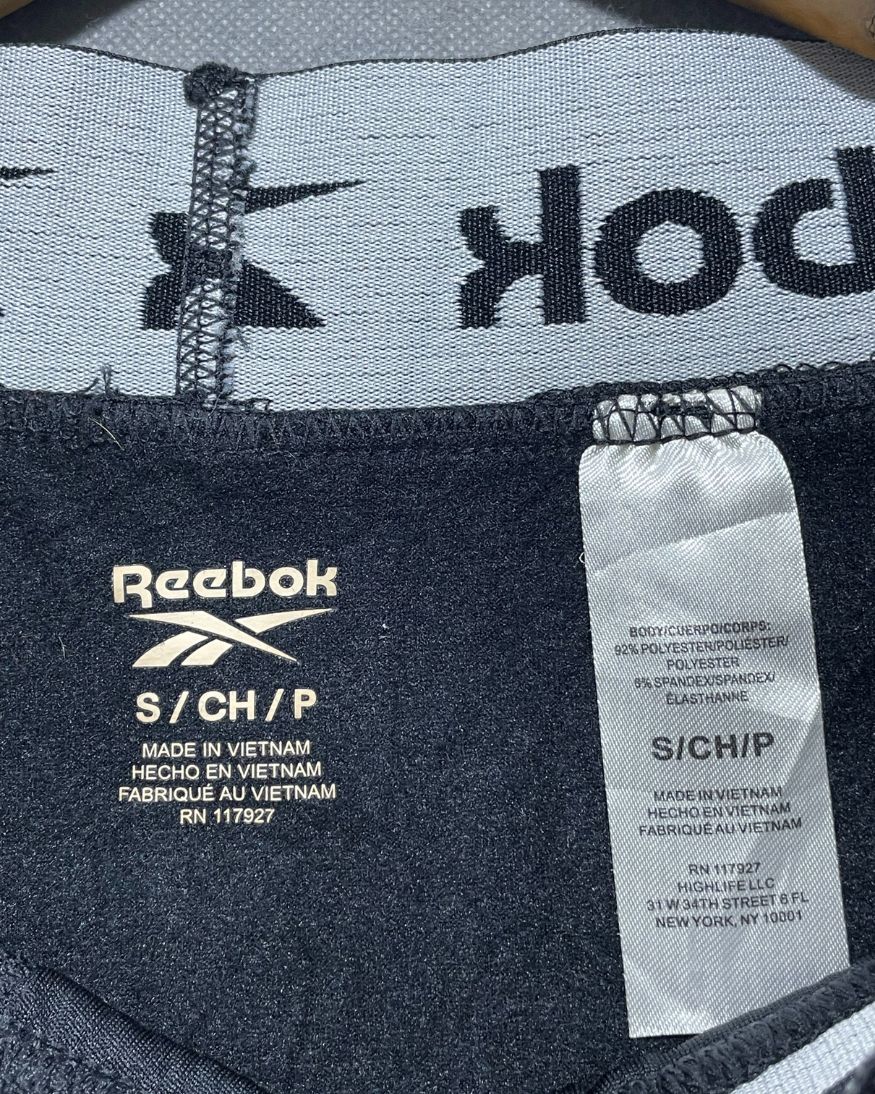 Reebok
S / CH / P
MADE IN VIETNAM
HECHO EN VIETNAM
FABRIQUÉ AU VIETNAM
RN 117927
BODY/CUERPO/CORPS:
92% POLYESTER/POLIÉSTER/
POLYESTER
8% SPANDEX/SPANDEX/
ÉLASTHANNE
S/CH/P
MADE IN VIETNAM
HECHO EN VIETNAM
FABRIQUÉ AU VIETNAM
RN 117927
HIGHLIFE LLC
31 W 34TH STREET 6 FL
NEW YORK, NY 10001